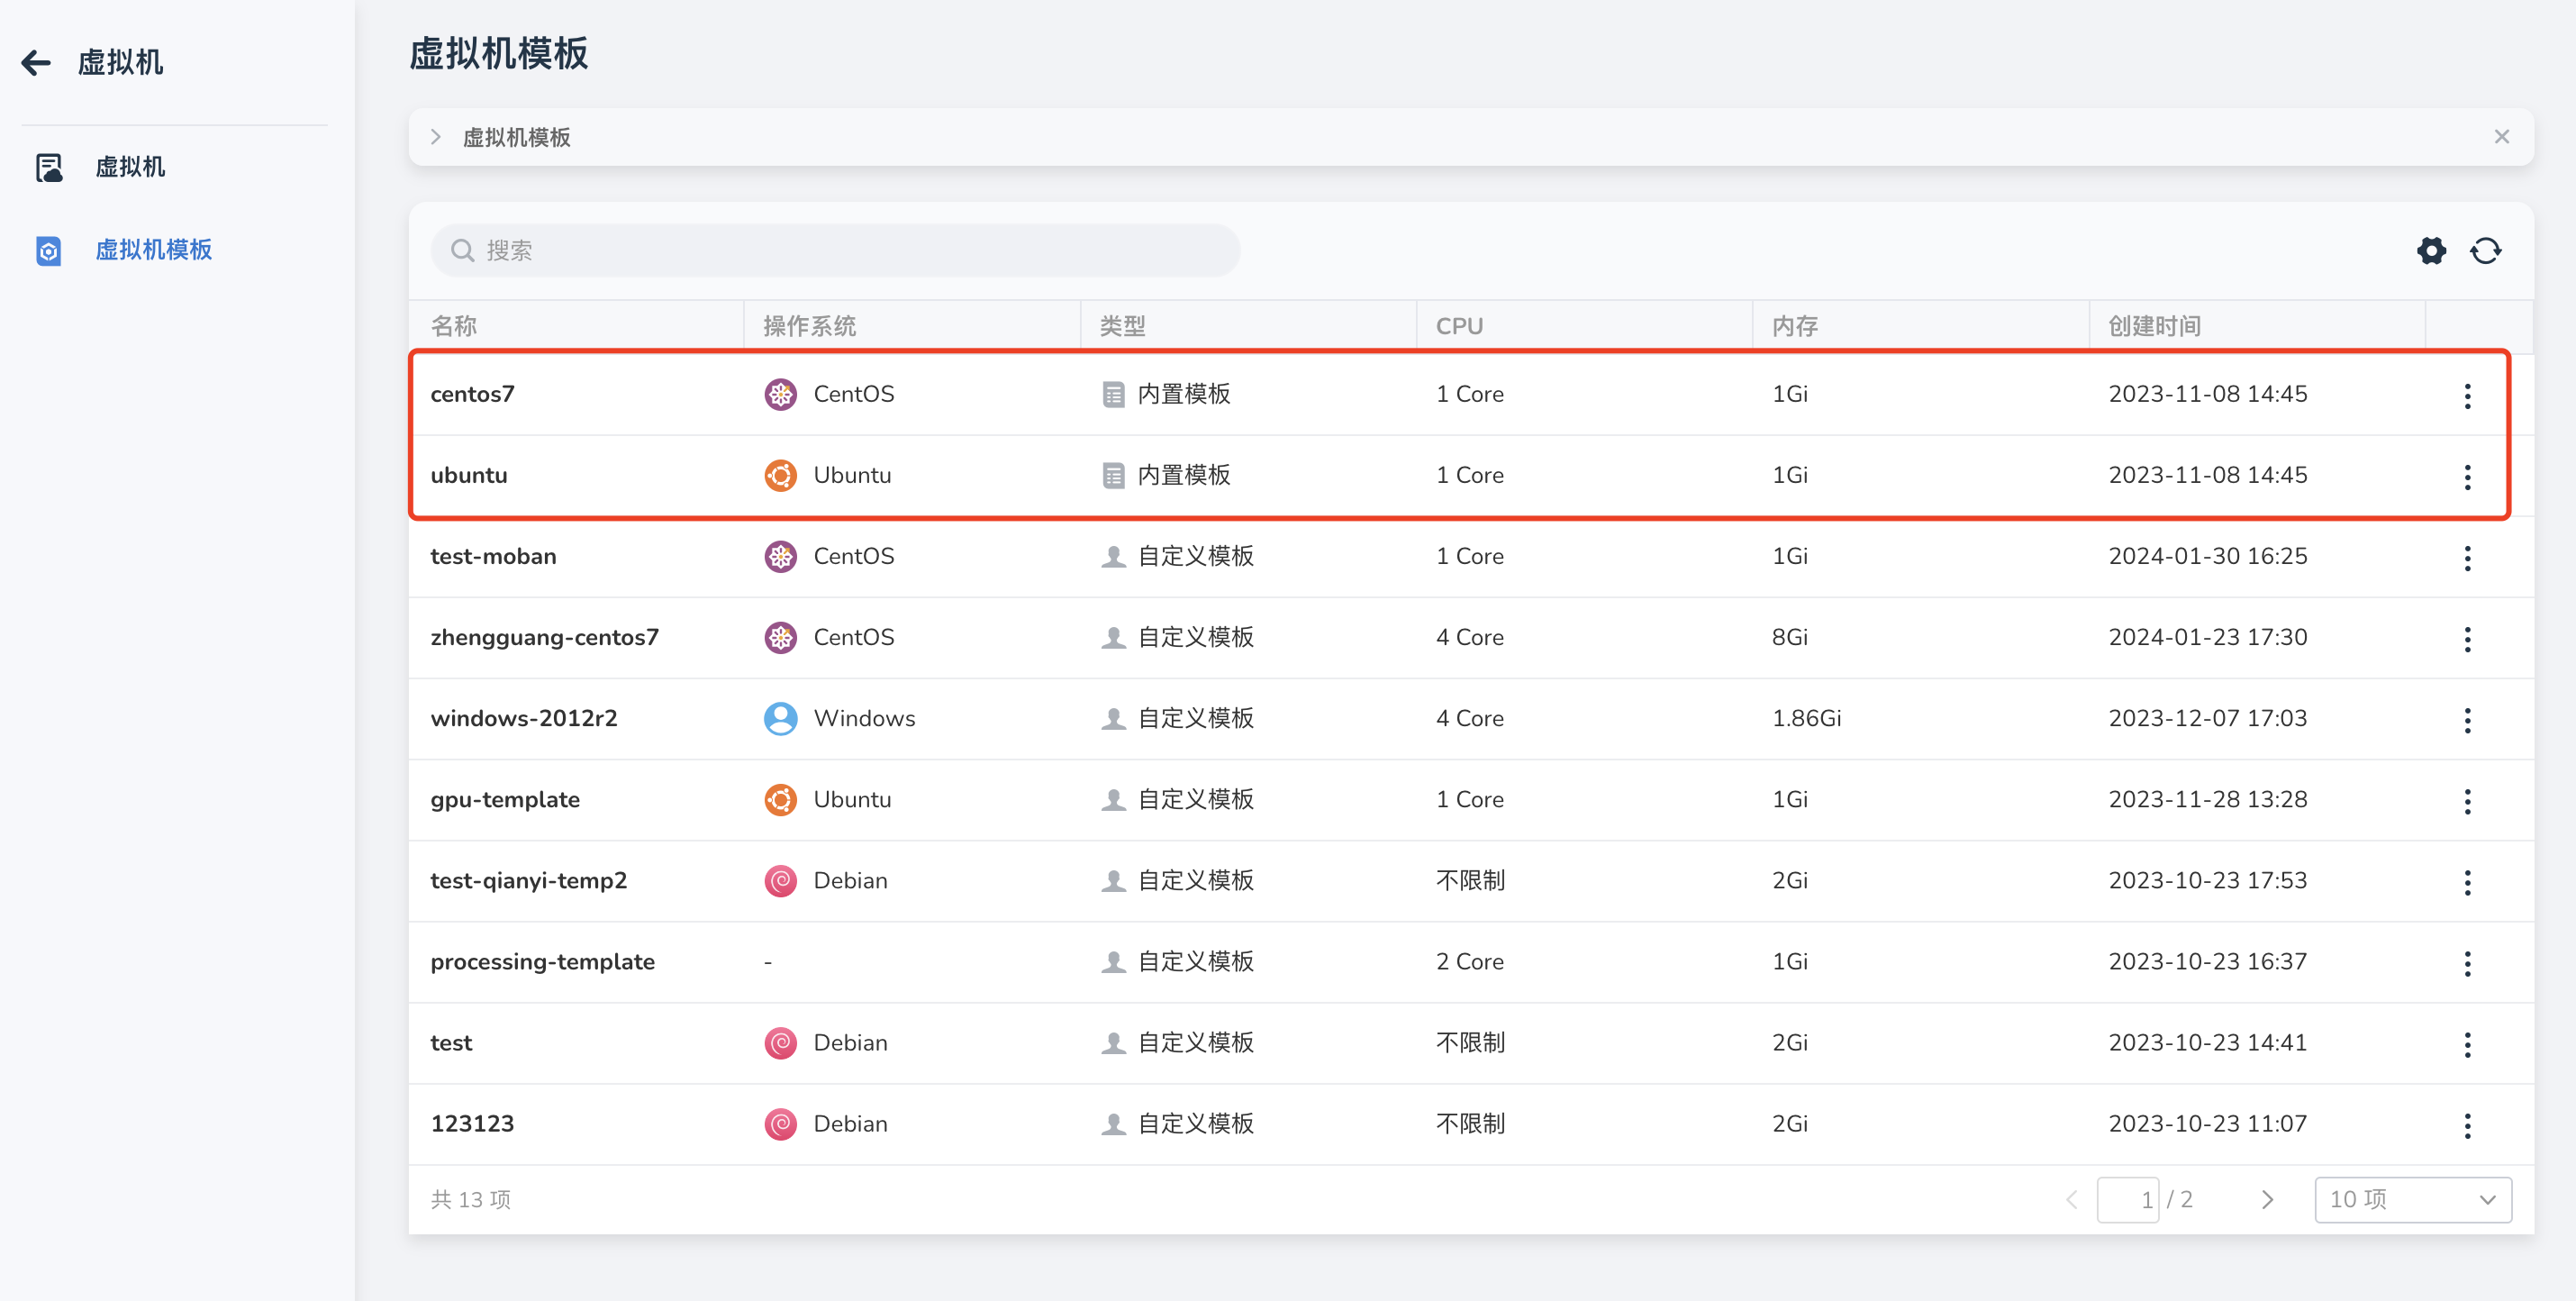 虚拟机
虚拟机
虚拟机模板
虚拟机模板
虚拟机模板
搜索
名称 操作系统 类型 CPU 内存 创建时间
centos7 CentOS 内置模板 1 Core 1Gi 2023-11-08 14:45
ubuntu Ubuntu 内置模板 1 Core 1Gi 2023-11-08 14:45
test-moban CentOS 自定义模板 1 Core 1Gi 2024-01-30 16:25
zhengguang-centos7 CentOS 自定义模板 4 Core 8Gi 2024-01-23 17:30
windows-2012r2 Windows 自定义模板 4 Core 1.86Gi 2023-12-07 17:03
gpu-template Ubuntu 自定义模板 1 Core 1Gi 2023-11-28 13:28
test-qianyi-temp2 Debian 自定义模板 不限制 2Gi 2023-10-23 17:53
processing-template - 自定义模板 2 Core 1Gi 2023-10-23 16:37
test Debian 自定义模板 不限制 2Gi 2023-10-23 14:41
123123 Debian 自定义模板 不限制 2Gi 2023-10-23 11:07
共 13 项 1 / 2 10 项